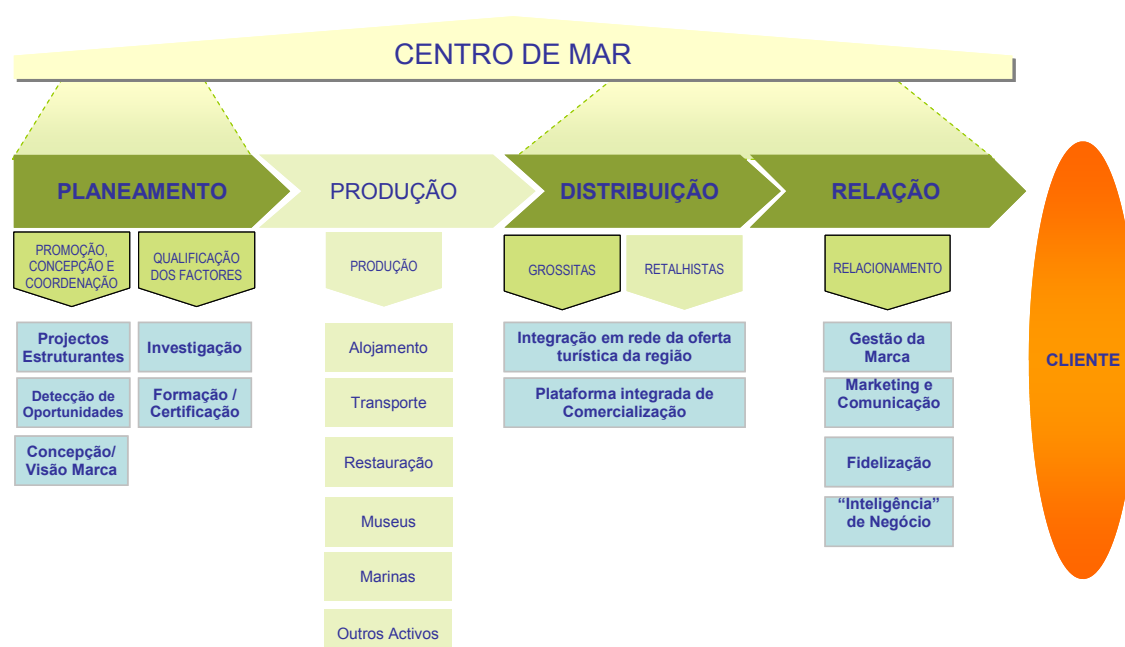 CENTRO DE MAR
PLANEAMENTO
PRODUÇÃO
DISTRIBUIÇÃO
RELAÇÃO
PROMOÇÃO,
CONCEPÇÃO E
COORDENAÇÃO
QUALIFICAÇÃO
DOS FACTORES
PRODUÇÃO
GROSSITAS
RETALHISTAS
RELACIONAMENTO
Projectos
Estruturantes
Detecção de
Oportunidades
Concepção/
Visão Marca
Investigação
Formação /
Certificação
Alojamento
Transporte
Restauração
Museus
Marinas
Outros Activos
Integração em rede da oferta
turística da região
Plataforma integrada de
Comercialização
Gestão da
Marca
Marketing e
Comunicação
Fidelização
“Inteligência”
de Negócio
CLIENTE